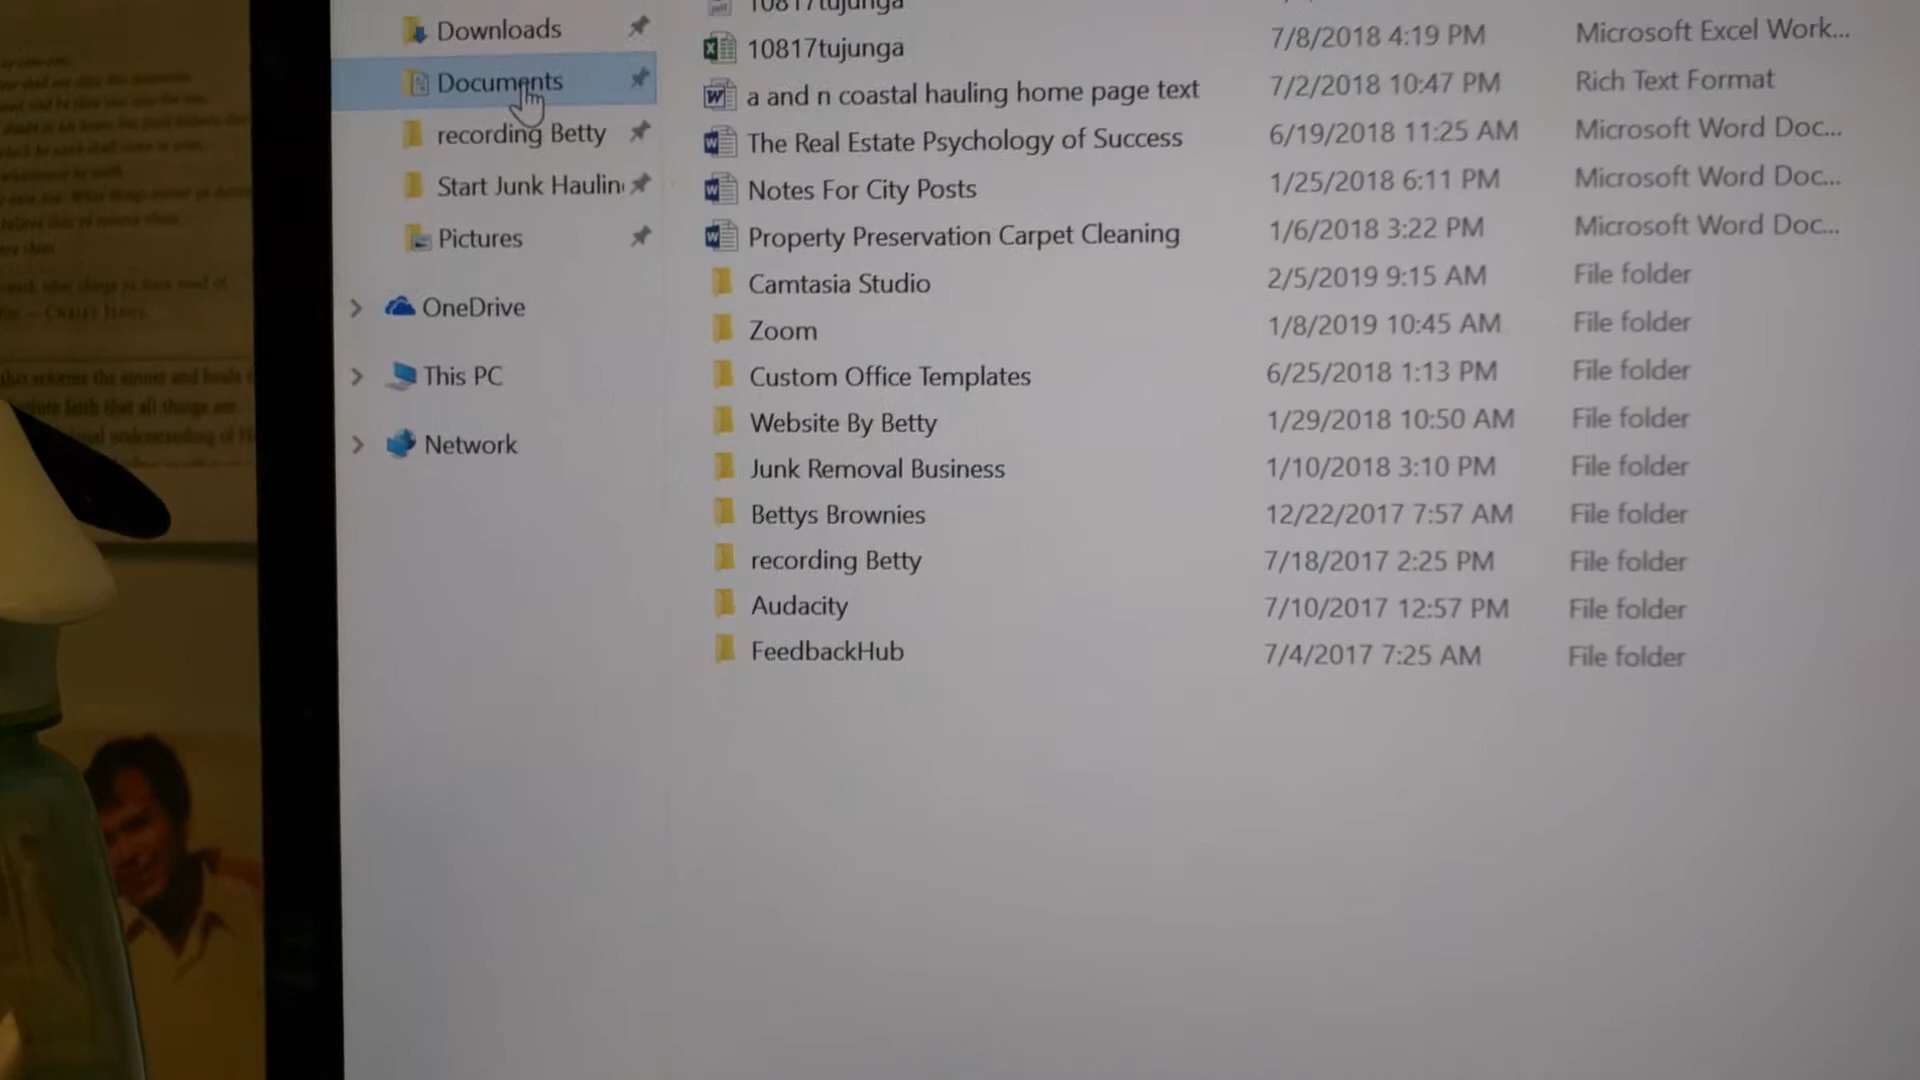 Downloads
Documents
recording Betty
Start Junk Haulin
Pictures
OneDrive
This PC
Network
10817tujunga
10817tujunga 7/8/2018 4:19 PM Microsoft Excel Work...
a and n coastal hauling home page text 7/2/2018 10:47 PM Rich Text Format
The Real Estate Psychology of Success 6/19/2018 11:25 AM Microsoft Word Doc...
Notes For City Posts 1/25/2018 6:11 PM Microsoft Word Doc...
Property Preservation Carpet Cleaning 1/6/2018 3:22 PM Microsoft Word Doc...
Camtasia Studio 2/5/2019 9:15 AM File folder
Zoom 1/8/2019 10:45 AM File folder
Custom Office Templates 6/25/2018 1:13 PM File folder
Website By Betty 1/29/2018 10:50 AM File folder
Junk Removal Business 1/10/2018 3:10 PM File folder
Bettys Brownies 12/22/2017 7:57 AM File folder
recording Betty 7/18/2017 2:25 PM File folder
Audacity 7/10/2017 12:57 PM File folder
FeedbackHub 7/4/2017 7:25 AM File folder